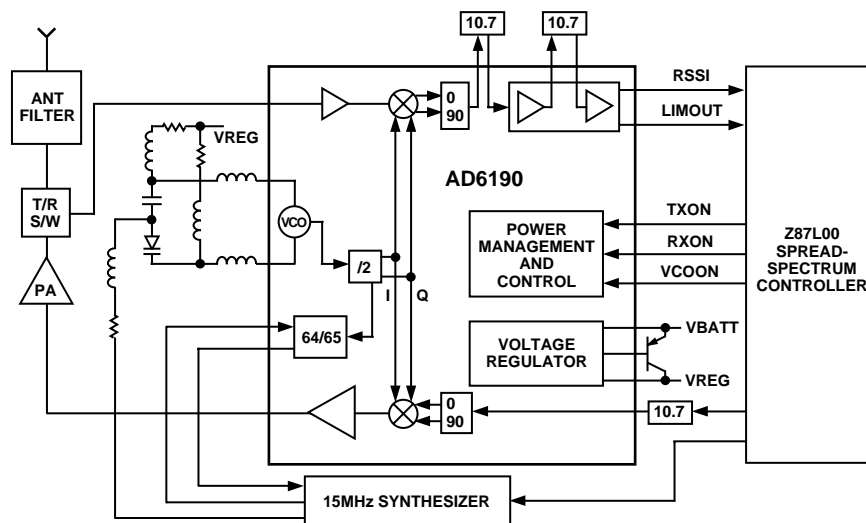 10.7
10.7
ANT
FILTER
VREG
0
90
RSSI
LIMOUT
AD6190
T/R
S/W
VCO
/2
I
Q
POWER
MANAGEMENT
AND
CONTROL
TXON
RXON
VCOON
Z87L00
SPREAD-
SPECTRUM
CONTROLLER
PA
64/65
VOLTAGE
REGULATOR
VBATT
VREG
0
90
10.7
15MHz SYNTHESIZER